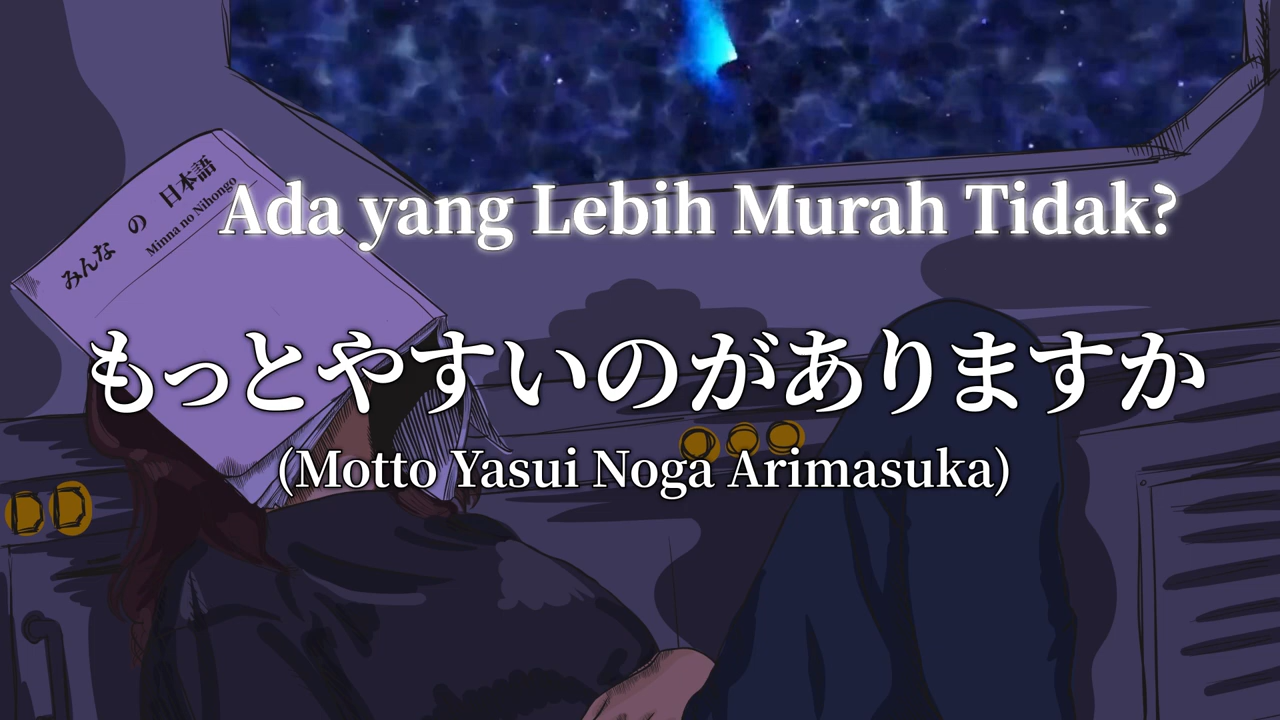 みんな の 日本語
Minna no Nihongo
Ada yang Lebih Murah Tidak?
もっとやすいのがありますか
(Motto Yasui Noga Arimasuka)